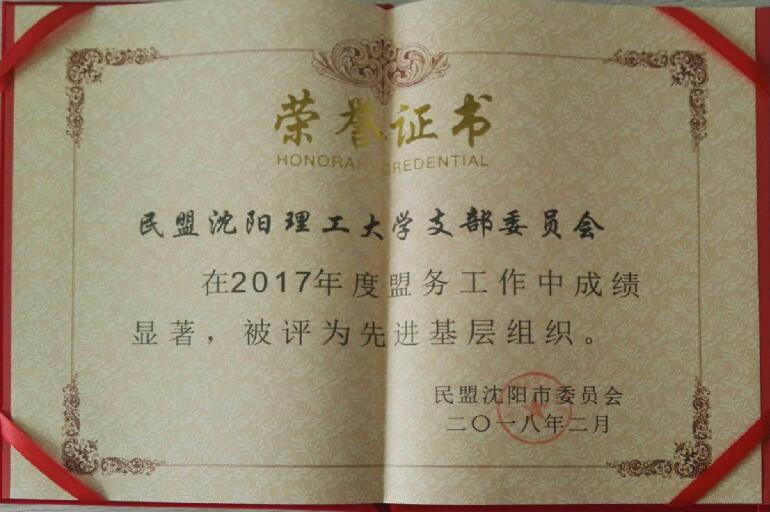 荣誉证书
HONORARY CREDENTIAL
民盟沈阳理工大学支部委员会
在2017年度盟务工作中成绩
显著，被评为先进基层组织。
民盟沈阳市委员会
二〇一八年二月